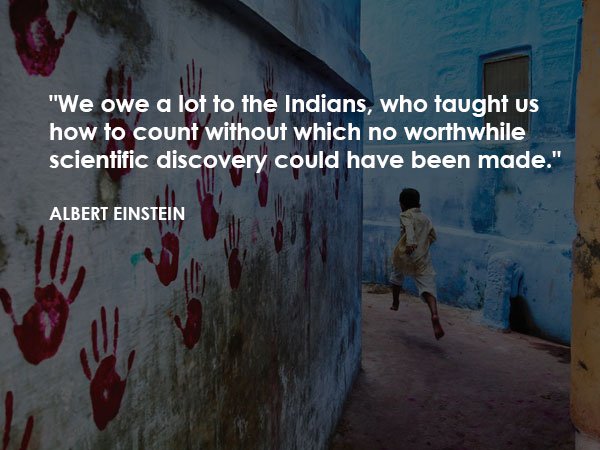 "We owe a lot to the Indians, who taught us
how to count without which no worthwhile
scientific discovery could have been made."
ALBERT EINSTEIN